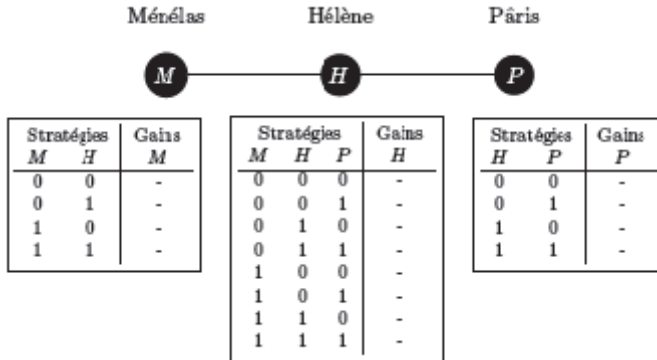 Ménélas Hélène Pâris
M H P
Stratégies Gains
M H M
0 0 -
0 1 -
1 0 -
1 1 -
Stratégies Gains
M H P H
0 0 0 -
0 0 1 -
0 1 0 -
0 1 1 -
1 0 0 -
1 0 1 -
1 1 0 -
1 1 1 -
Stratégies Gains
H P P
0 0 -
0 1 -
1 0 -
1 1 -